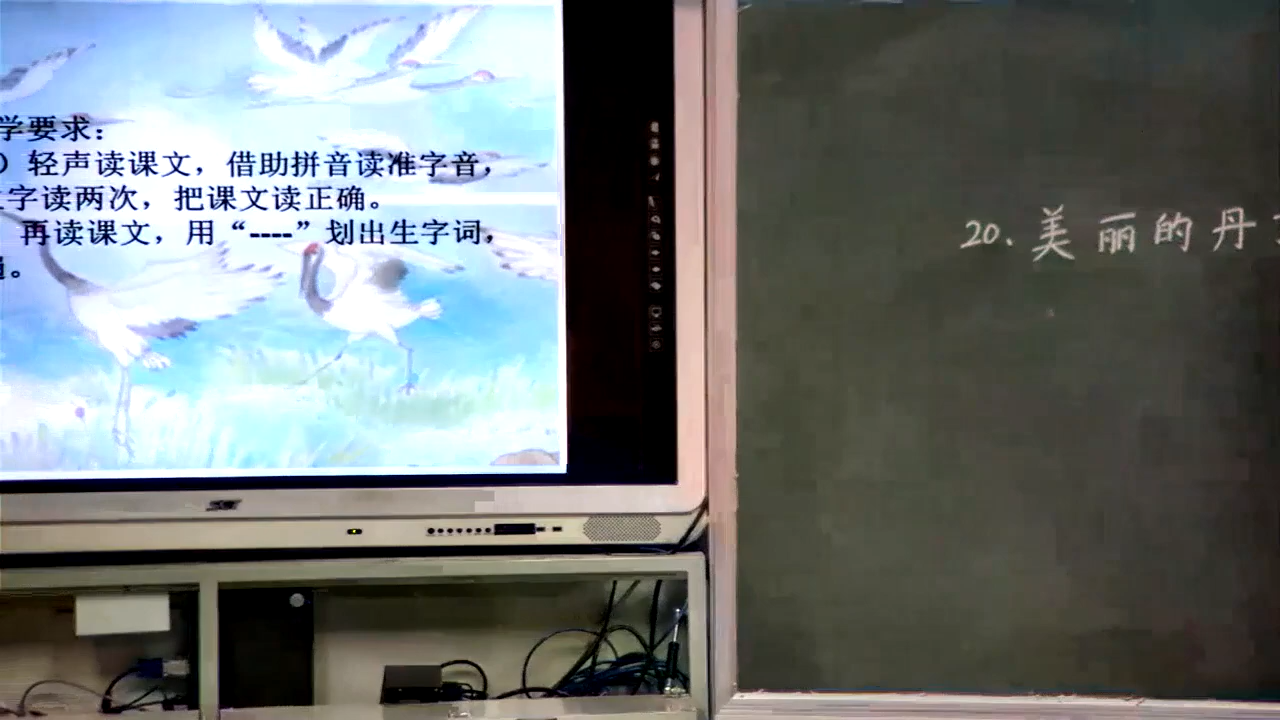 学要求：
）轻声读课文，借助拼音读准字音，
字读两次，把课文读正确。
再读课文，用“----”划出生字词，
。
20. 美丽的丹